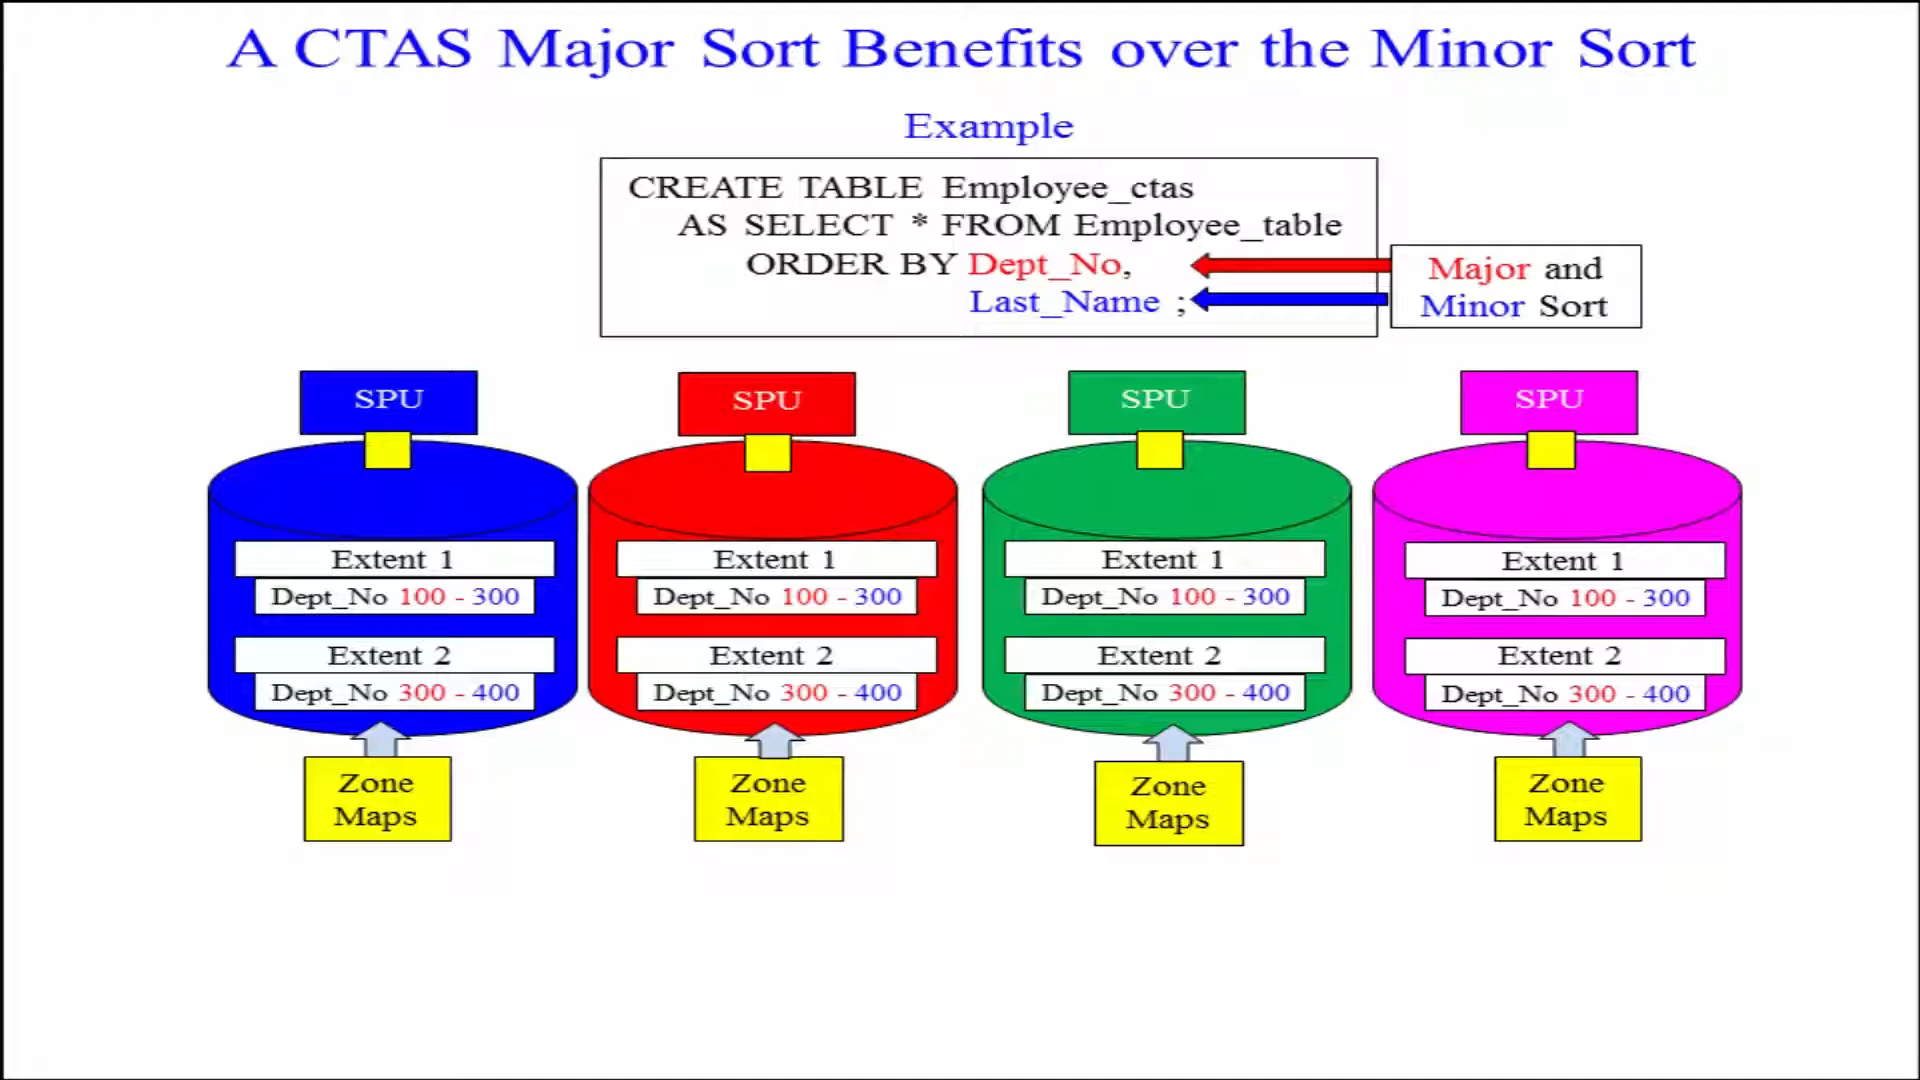 A CTAS Major Sort Benefits over the Minor Sort
Example
CREATE TABLE Employee_ctas
AS SELECT * FROM Employee_table
ORDER BY Dept_No,
Last_Name ;
Major and
Minor Sort
SPU
SPU
SPU
SPU
Extent 1
Dept_No 100 - 300
Extent 2
Dept_No 300 - 400
Extent 1
Dept_No 100 - 300
Extent 2
Dept_No 300 - 400
Extent 1
Dept_No 100 - 300
Extent 2
Dept_No 300 - 400
Extent 1
Dept_No 100 - 300
Extent 2
Dept_No 300 - 400
Zone
Maps
Zone
Maps
Zone
Maps
Zone
Maps